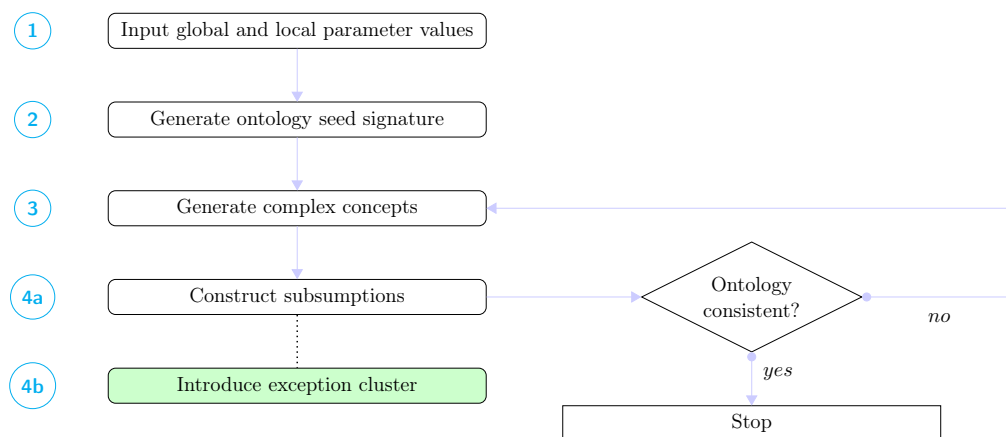 1
Input global and local parameter values
2
Generate ontology seed signature
3
Generate complex concepts
4a
Construct subsumptions
Ontology
consistent?
no
4b
Introduce exception cluster
yes
Stop